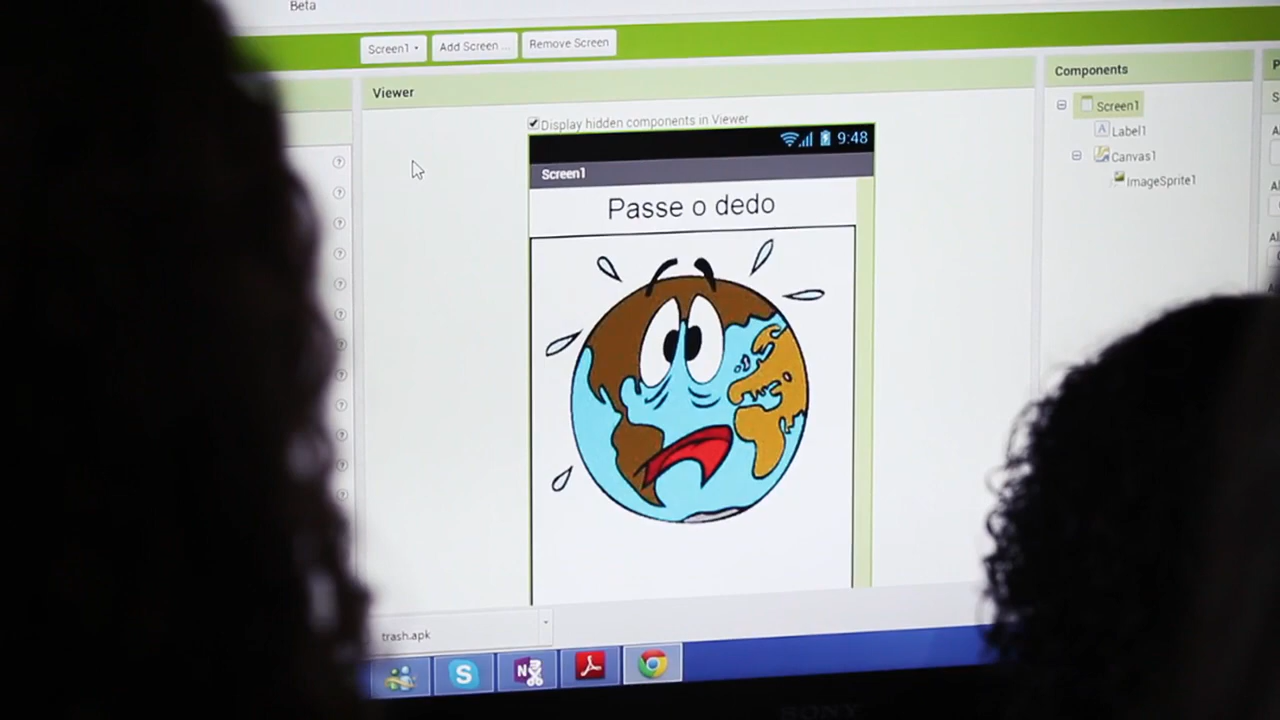 Beta
Screen1
Add Screen ...
Remove Screen
Viewer
Components
Display hidden components in Viewer
9:48
Screen1
Passe o dedo
Screen1
Label1
Canvas1
ImageSprite1
trash.apk
S
N
SONY